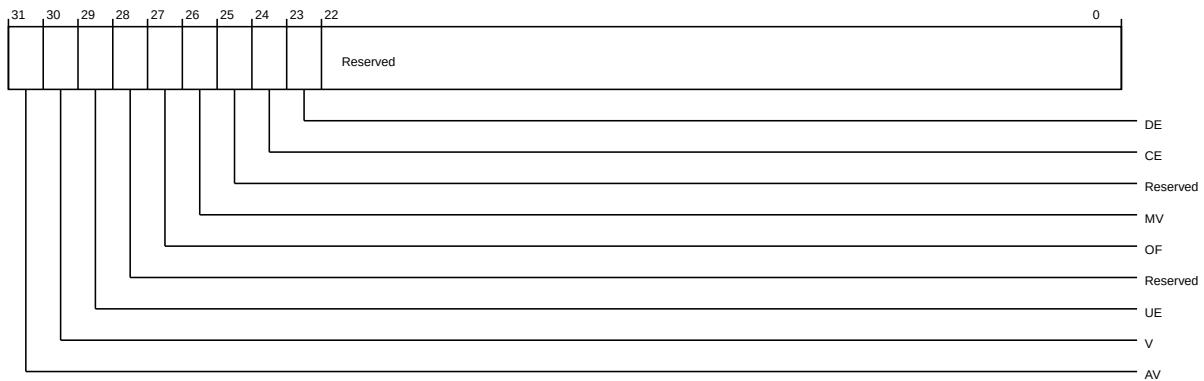 31 30 29 28 27 26 25 24 23 22 0
Reserved
DE
CE
Reserved
MV
OF
Reserved
UE
V
AV